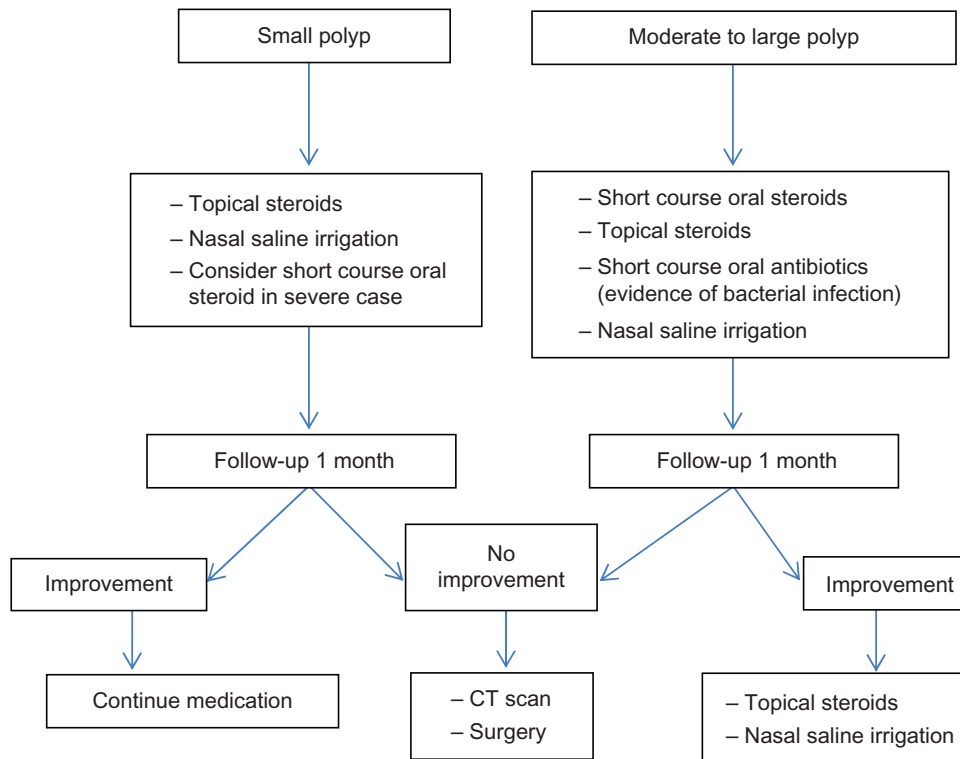 Small polyp
Moderate to large polyp
– Topical steroids
– Nasal saline irrigation
– Consider short course oral
steroid in severe case
– Short course oral steroids
– Topical steroids
– Short course oral antibiotics
(evidence of bacterial infection)
– Nasal saline irrigation
Follow-up 1 month
Follow-up 1 month
Improvement
No
improvement
Improvement
Continue medication
– CT scan
– Surgery
– Topical steroids
– Nasal saline irrigation